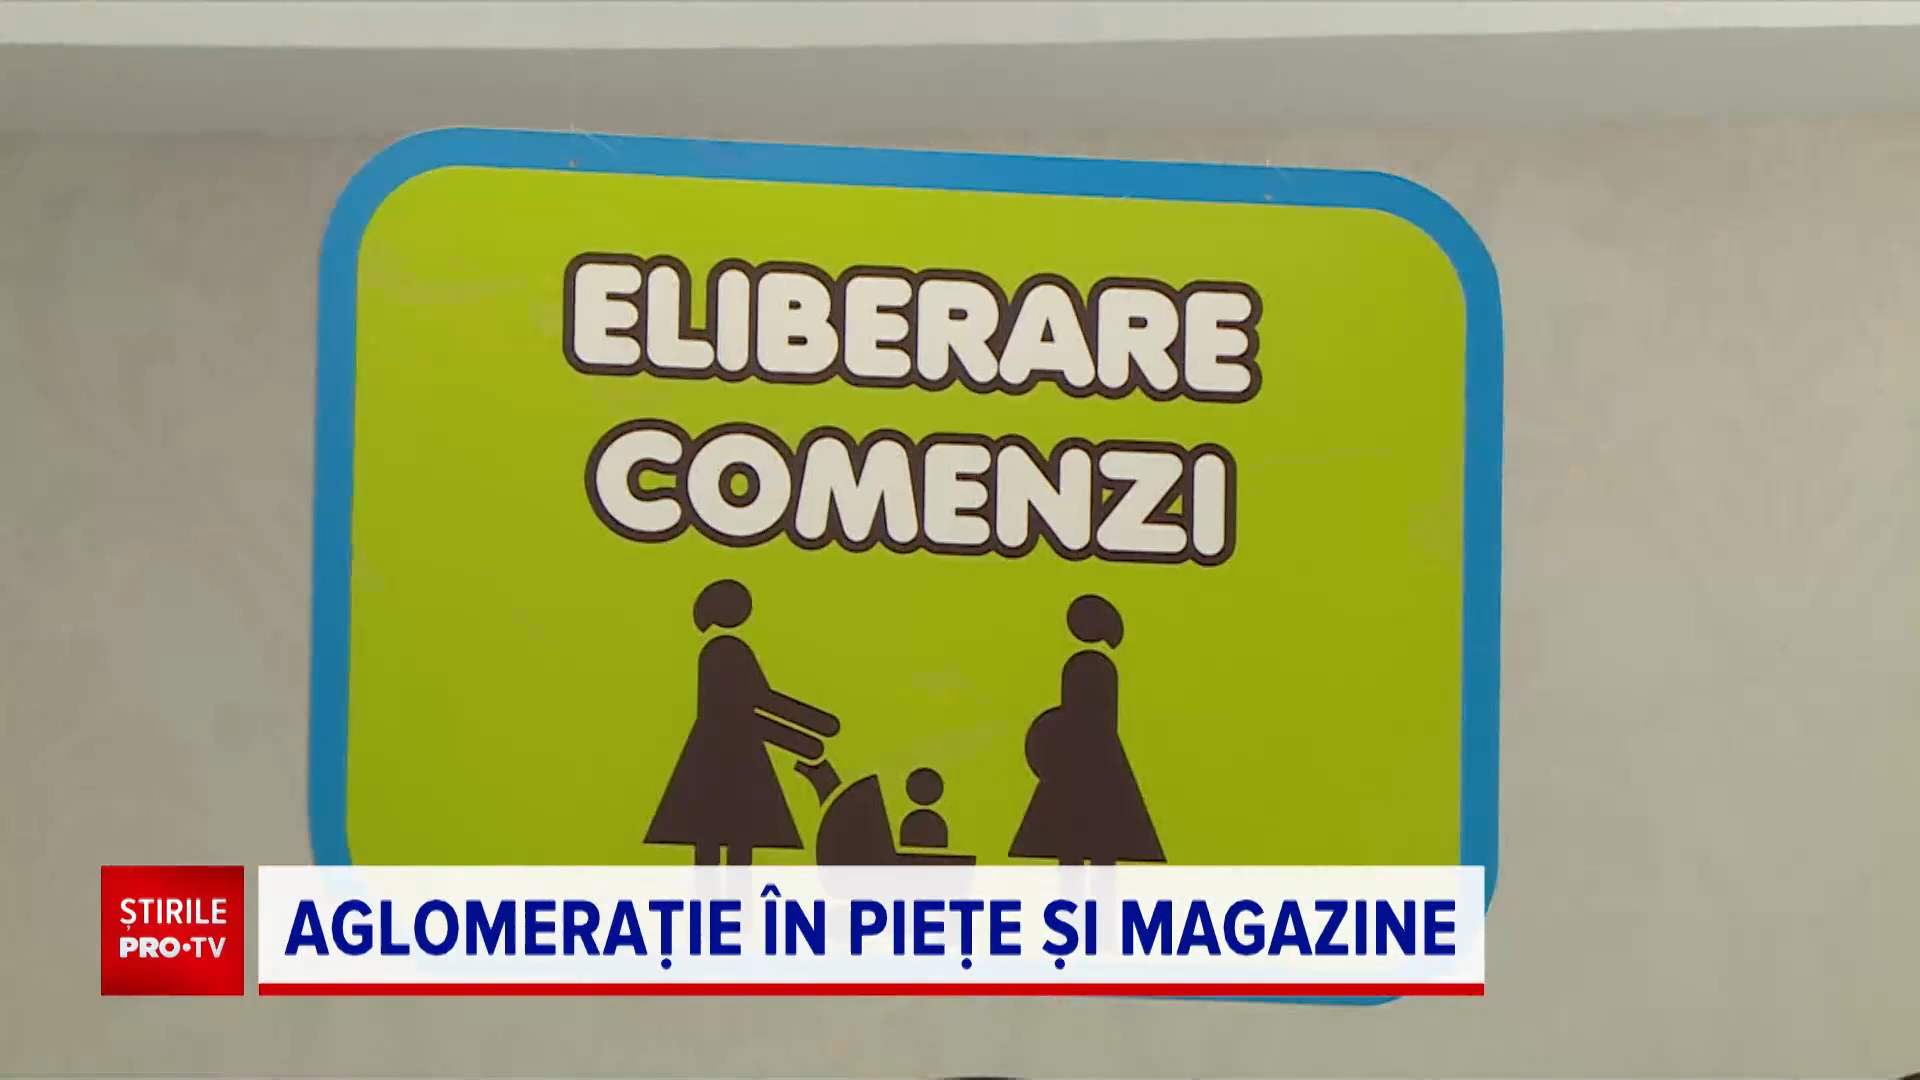 ELIBERARE
COMENZI
ȘTIRILE
PRO•TV
AGLOMERAȚIE ÎN PIEȚE ȘI MAGAZINE